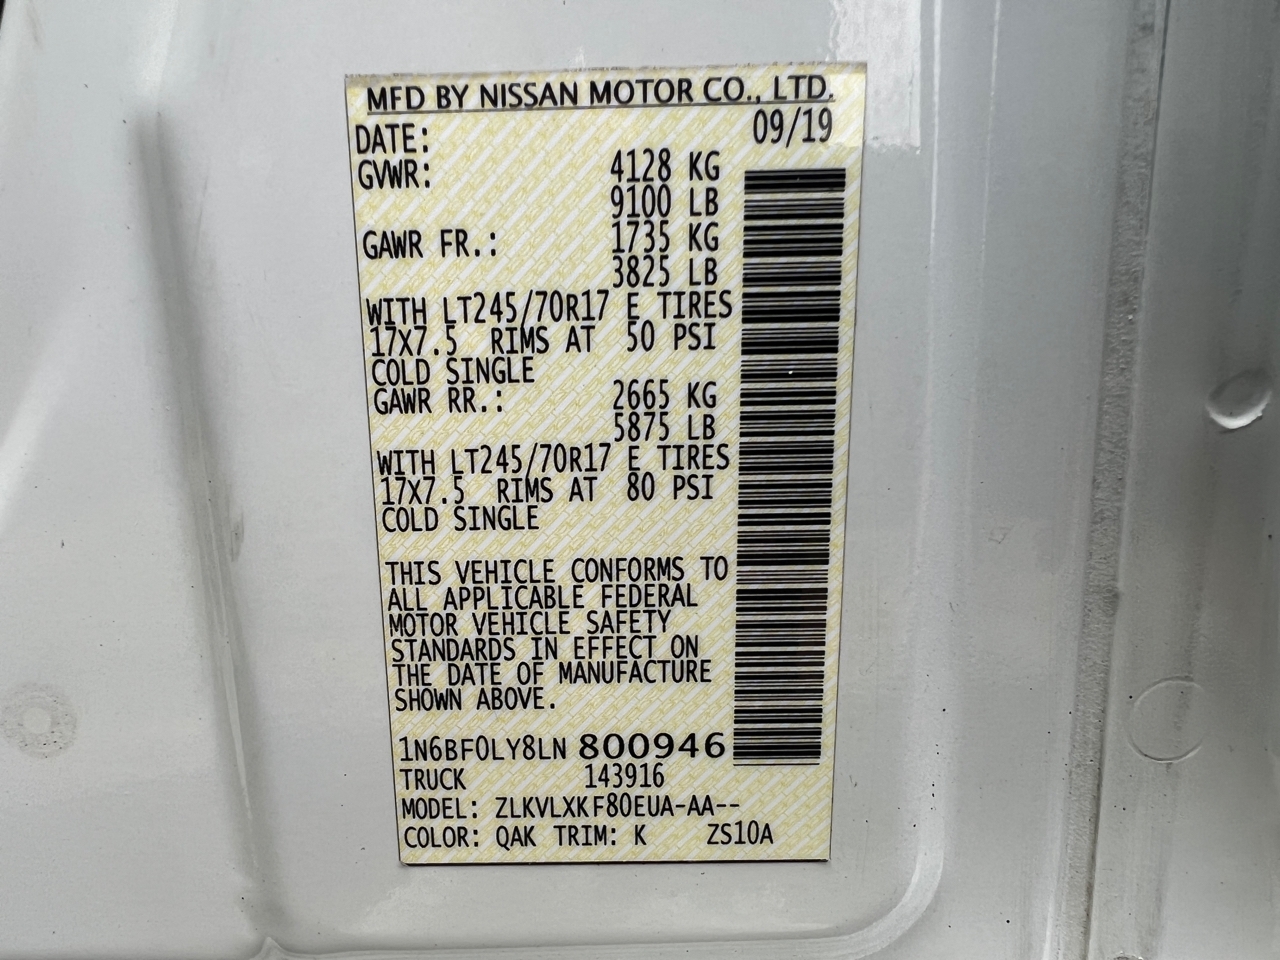 MFD BY NISSAN MOTOR CO., LTD.
DATE: 09/19
GVWR: 4128 KG
9100 LB
GAWR FR.: 1735 KG
3825 LB
WITH LT245/70R17 E TIRES
17X7.5 RIMS AT 50 PSI
COLD SINGLE
GAWR RR.: 2665 KG
5875 LB
WITH LT245/70R17 E TIRES
17X7.5 RIMS AT 80 PSI
COLD SINGLE
THIS VEHICLE CONFORMS TO
ALL APPLICABLE FEDERAL
MOTOR VEHICLE SAFETY
STANDARDS IN EFFECT ON
THE DATE OF MANUFACTURE
SHOWN ABOVE.
1N6BF0LY8LN 800946
TRUCK 143916
MODEL: ZLKVLXKF80EUA-AA--
COLOR: QAK TRIM: K ZS10A